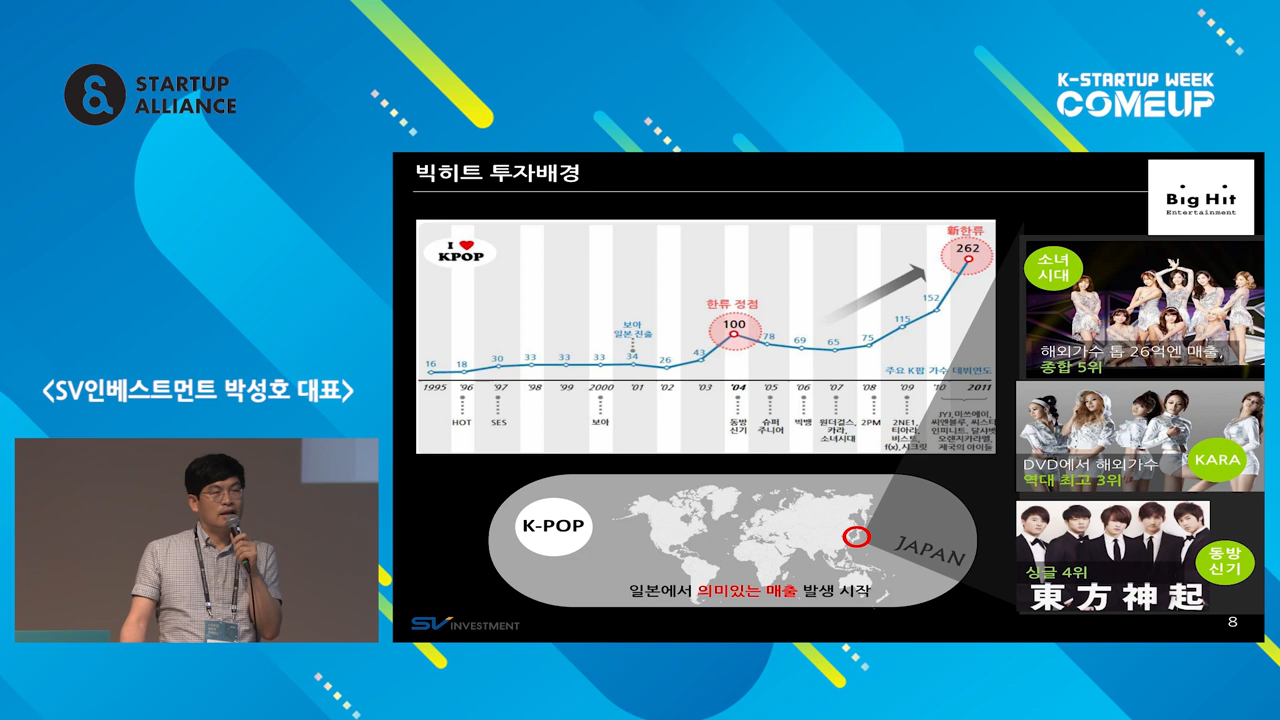 STARTUP
ALLIANCE
K-STARTUP WEEK
COMEUP
<SV인베스트먼트 박성호 대표>
빅히트 투자배경
Big Hit
Entertainment
I ❤ KPOP
新한류
262
한류 정점
100
보아
일본 진출
16 18 30 33 33 33 34 26 43 78 69 65 75 115 152
주요 K팝 가수 데뷔연도
1995 '96 '97 '98 '99 2000 '01 '02 '03 '04 '05 '06 '07 '08 '09 '10 2011
HOT
SES
보아
동방
신기
슈퍼
주니어
빅뱅
원더걸스,
카라,
소녀시대
2PM
2NE1,
티아라,
비스트,
f(x),시크릿
JYJ,미쓰에이,
씨엔블루, 씨스타
인피니트, 달샤벳
오렌지카라멜,
제국의 아이들
K-POP
JAPAN
일본에서 의미있는 매출 발생 시작
소녀
시대
해외가수 톱 26억엔 매출,
종합 5위
DVD에서 해외가수
역대 최고 3위
KARA
싱글 4위
동방
신기
東方神起
SV INVESTMENT
8